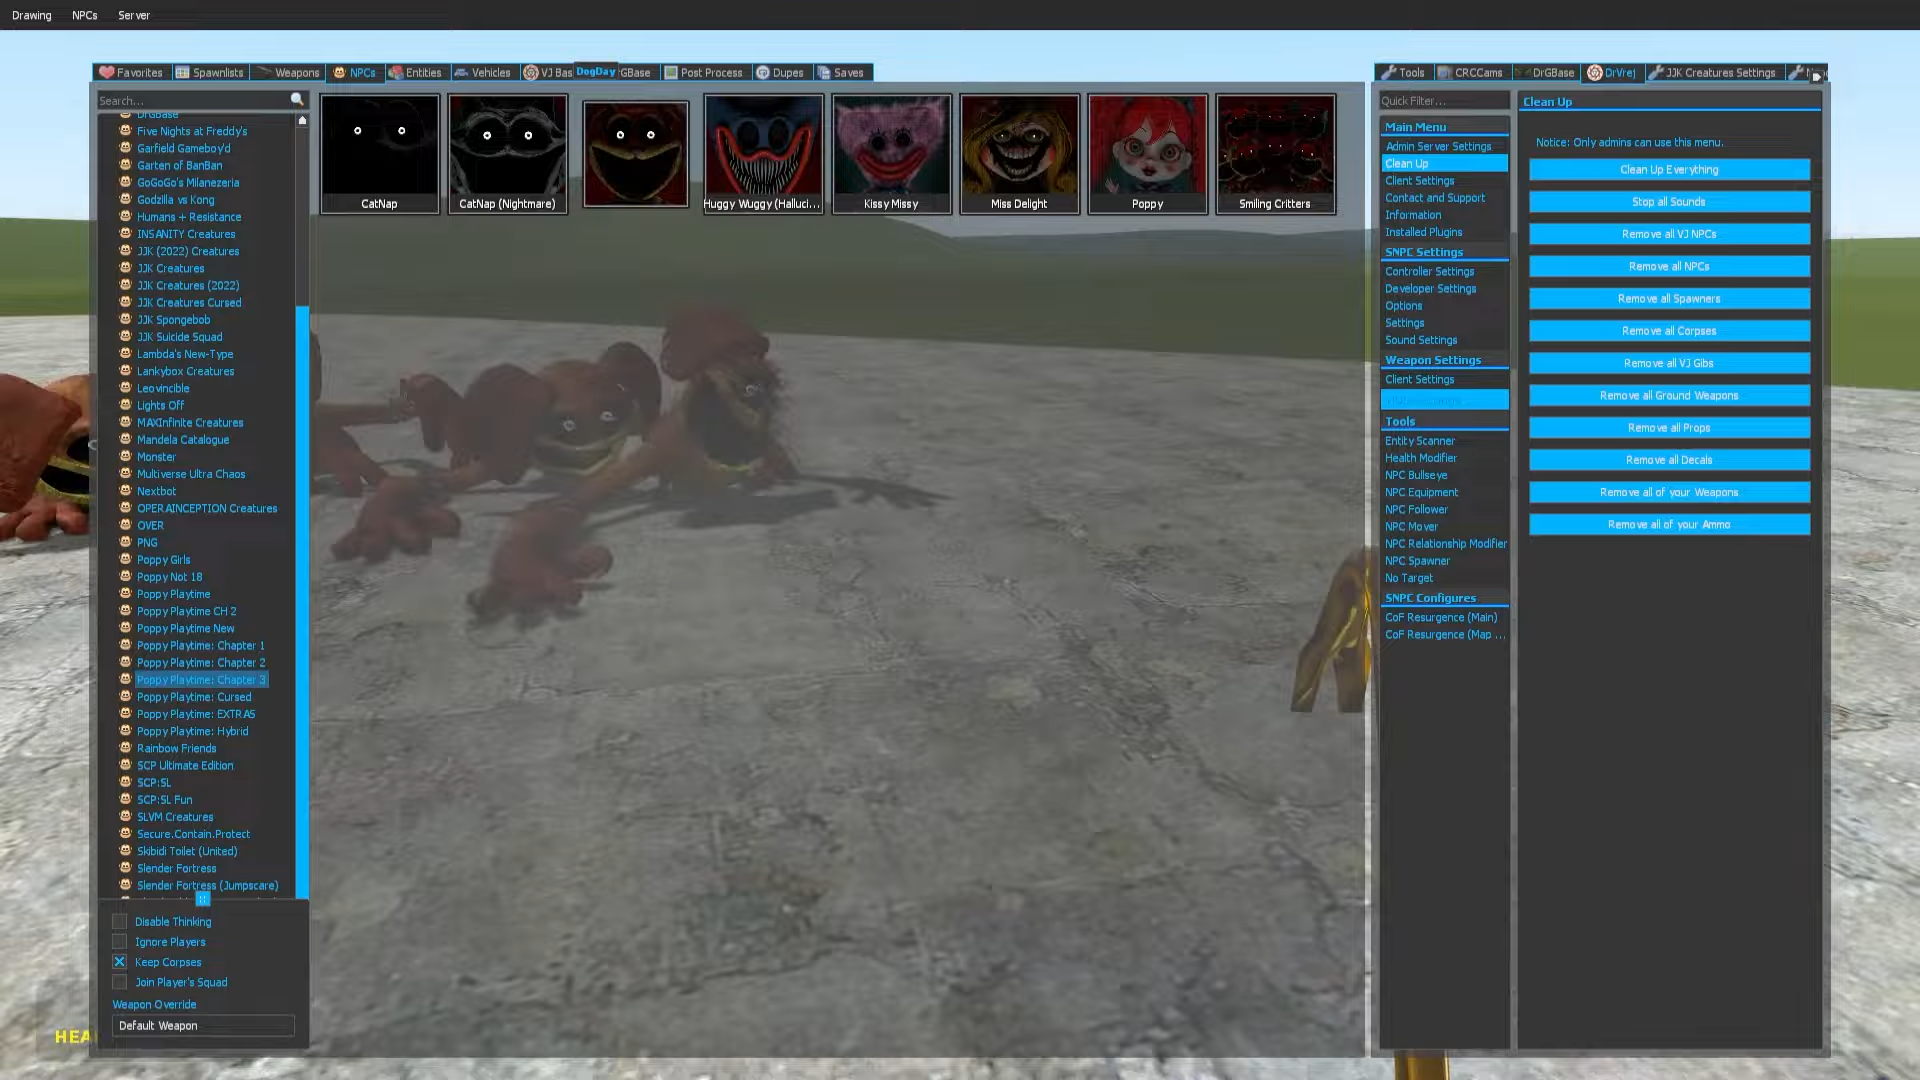 Drawing NPCs Server
Favorites Spawnlists Weapons NPCs Entities Vehicles VJ Bas DogDay rGBase Post Process Dupes Saves
Tools CRCCams DrGBase DrVrej JJK Creatures Settings
Search...
DrGBase
Five Nights at Freddy's
Garfield Gameboy'd
Garten of BanBan
GoGoGo's Milanezeria
Godzilla vs Kong
Humans + Resistance
INSANITY Creatures
JJK (2022) Creatures
JJK Creatures
JJK Creatures (2022)
JJK Creatures Cursed
JJK Spongebob
JJK Suicide Squad
Lambda's New-Type
Lankybox Creatures
Leovincible
Lights Off
MAXInfinite Creatures
Mandela Catalogue
Monster
Multiverse Ultra Chaos
Nextbot
OPERAINCEPTION Creatures
OVER
PNG
Poppy Girls
Poppy Not 18
Poppy Playtime
Poppy Playtime CH 2
Poppy Playtime New
Poppy Playtime: Chapter 1
Poppy Playtime: Chapter 2
Poppy Playtime: Chapter 3
Poppy Playtime: Cursed
Poppy Playtime: EXTRAS
Poppy Playtime: Hybrid
Rainbow Friends
SCP Ultimate Edition
SCP:SL
SCP:SL Fun
SLVM Creatures
Secure.Contain.Protect
Skibidi Toilet (United)
Slender Fortress
Slender Fortress (Jumpscare)
Disable Thinking
Ignore Players
Keep Corpses
Join Player's Squad
Weapon Override
Default Weapon
HEA
CatNap
CatNap (Nightmare)
Huggy Wuggy (Halluci...
Kissy Missy
Miss Delight
Poppy
Smiling Critters
Quick Filter...
Main Menu
Admin Server Settings
Clean Up
Client Settings
Contact and Support
Information
Installed Plugins
SNPC Settings
Controller Settings
Developer Settings
Options
Settings
Sound Settings
Weapon Settings
Client Settings
Tools
Entity Scanner
Health Modifier
NPC Bullseye
NPC Equipment
NPC Follower
NPC Mover
NPC Relationship Modifier
NPC Spawner
No Target
SNPC Configures
CoF Resurgence (Main)
CoF Resurgence (Map ...
Clean Up
Notice: Only admins can use this menu.
Clean Up Everything
Stop all Sounds
Remove all VJ NPCs
Remove all NPCs
Remove all Spawners
Remove all Corpses
Remove all VJ Gibs
Remove all Ground Weapons
Remove all Props
Remove all Decals
Remove all of your Weapons
Remove all of your Ammo